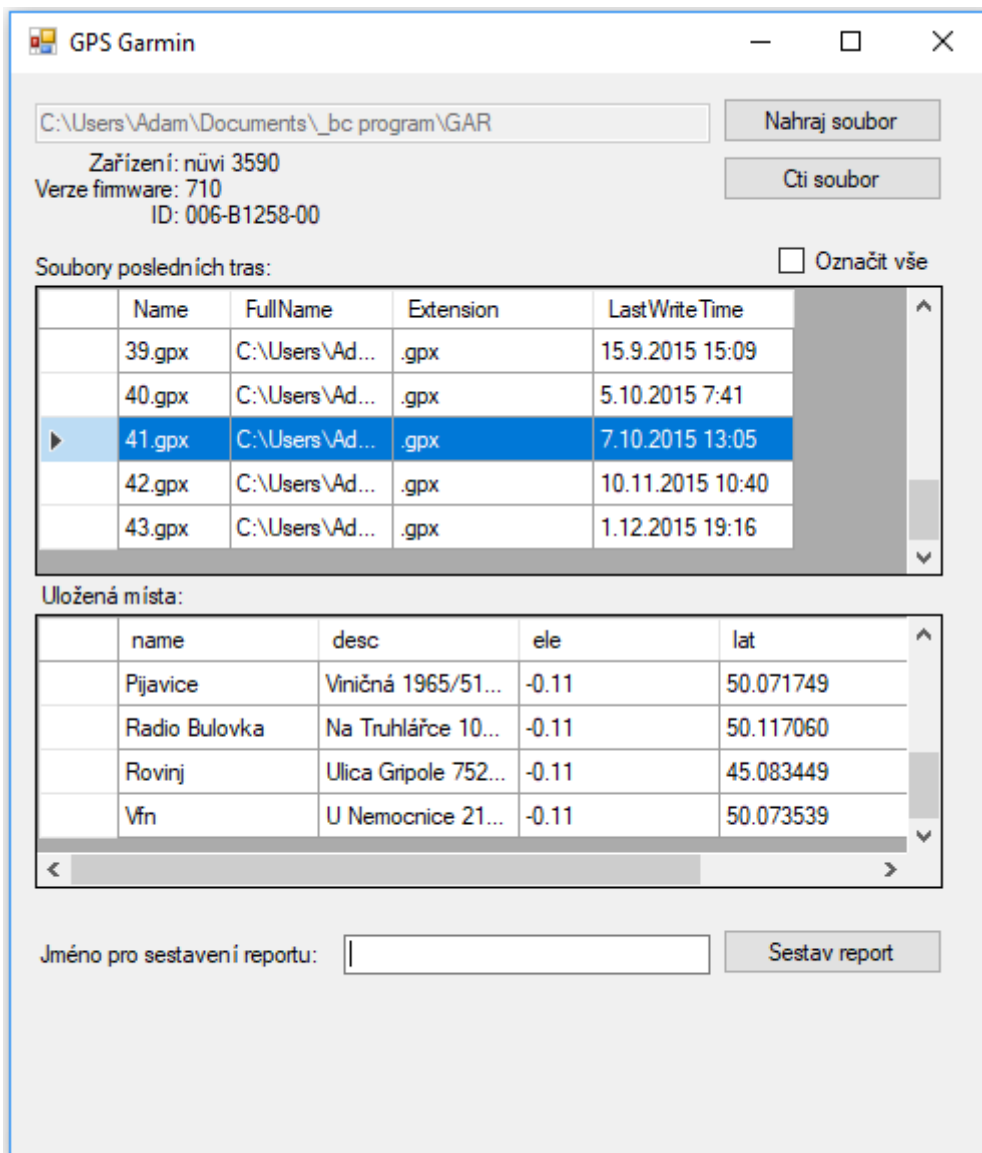 GPS Garmin
C:\Users\Adam\Documents\_bc program\GAR
Nahraj soubor
Zařízení: nüvi 3590
Cti soubor
Verze firmware: 710
ID: 006-B1258-00
Soubory posledních tras:
Označit vše
Name FullName Extension LastWriteTime
39.gpx C:\Users\Ad... .gpx 15.9.2015 15:09
40.gpx C:\Users\Ad... .gpx 5.10.2015 7:41
41.gpx C:\Users\Ad... .gpx 7.10.2015 13:05
42.gpx C:\Users\Ad... .gpx 10.11.2015 10:40
43.gpx C:\Users\Ad... .gpx 1.12.2015 19:16
Uložená místa:
name desc ele lat
Pijavice Viničná 1965/51... -0.11 50.071749
Radio Bulovka Na Truhlářce 10... -0.11 50.117060
Rovinj Ulica Gripole 752... -0.11 45.083449
Vfn U Nemocnice 21... -0.11 50.073539
Jméno pro sestavení reportu:
Sestav report